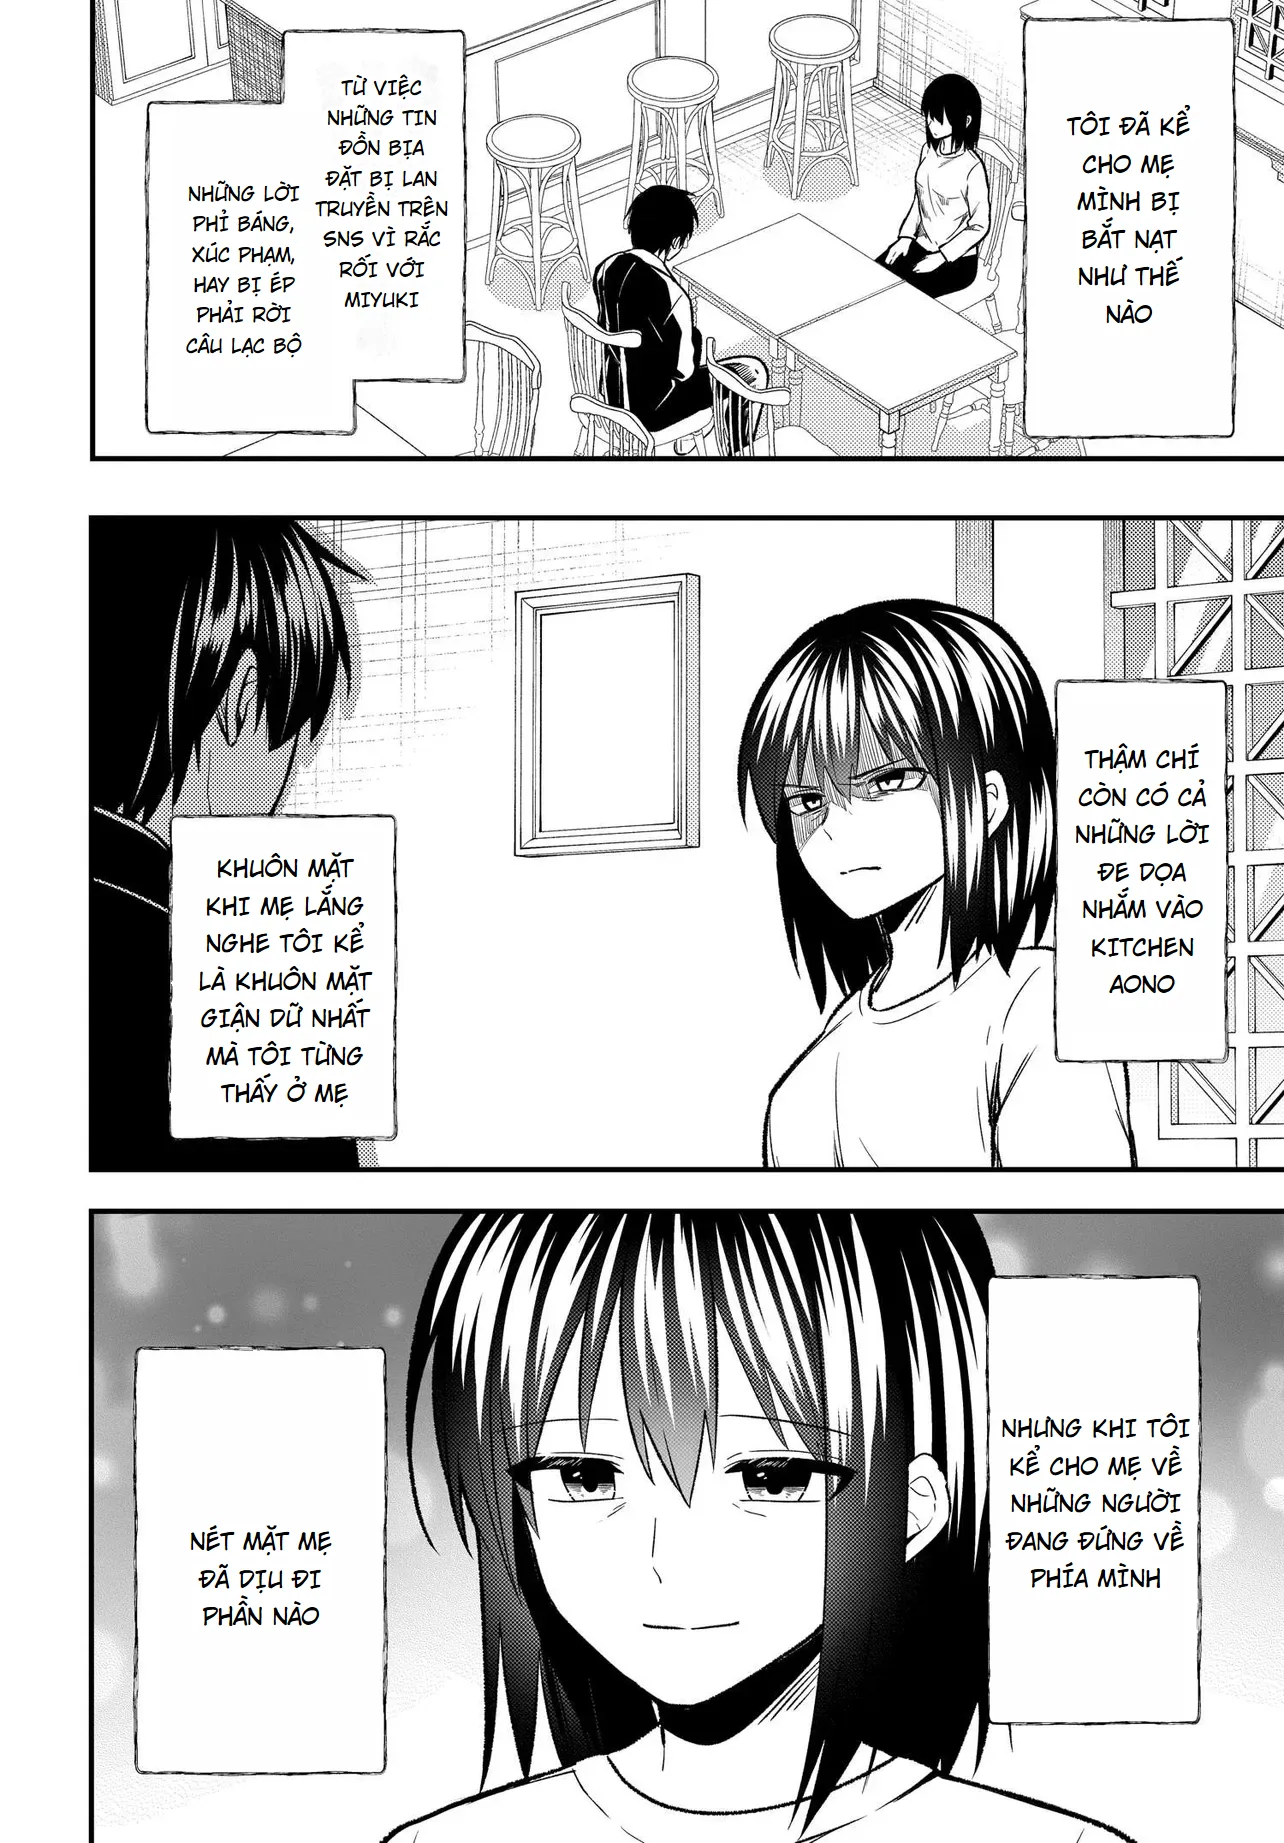 TÔI ĐÃ KỂ
CHO MẸ
MÌNH BỊ
BẮT NẠT
NHƯ THẾ
NÀO
TỪ VIỆC
NHỮNG TIN
ĐỒN BỊA
ĐẶT BỊ LAN
TRUYỀN TRÊN
SNS VÌ RẮC
RỐI VỚI
MIYUKI
NHỮNG LỜI
PHỈ BÁNG,
XÚC PHẠM,
HAY BỊ ÉP
PHẢI RỜI
CÂU LẠC BỘ
THẬM CHÍ
CÒN CÓ CẢ
NHỮNG LỜI
ĐE DỌA
NHẮM VÀO
KITCHEN
AONO
KHUÔN MẶT
KHI MẸ LẮNG
NGHE TÔI KỂ
LÀ KHUÔN MẶT
GIẬN DỮ NHẤT
MÀ TÔI TỪNG
THẤY Ở MẸ
NHƯNG KHI TÔI
KỂ CHO MẸ VỀ
NHỮNG NGƯỜI
ĐANG ĐỨNG VỀ
PHÍA MÌNH
NÉT MẶT MẸ
ĐÃ DỊU ĐI
PHẦN NÀO